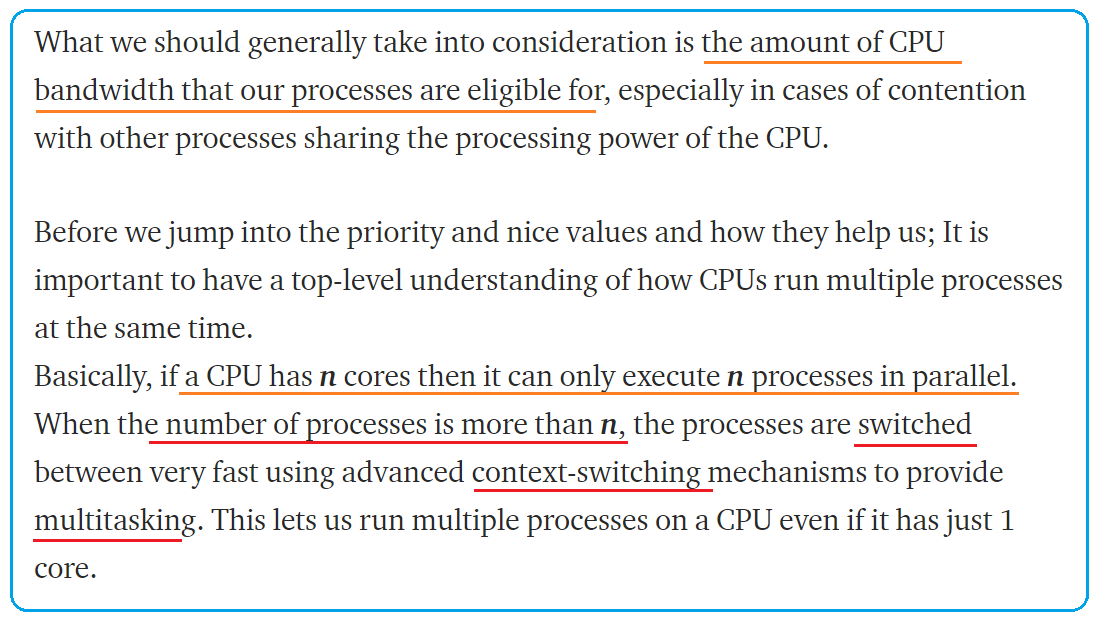 What we should generally take into consideration is the amount of CPU
bandwidth that our processes are eligible for, especially in cases of contention
with other processes sharing the processing power of the CPU.
Before we jump into the priority and nice values and how they help us; It is
important to have a top-level understanding of how CPUs run multiple processes
at the same time.
Basically, if a CPU has n cores then it can only execute n processes in parallel.
When the number of processes is more than n, the processes are switched
between very fast using advanced context-switching mechanisms to provide
multitasking. This lets us run multiple processes on a CPU even if it has just 1
core.